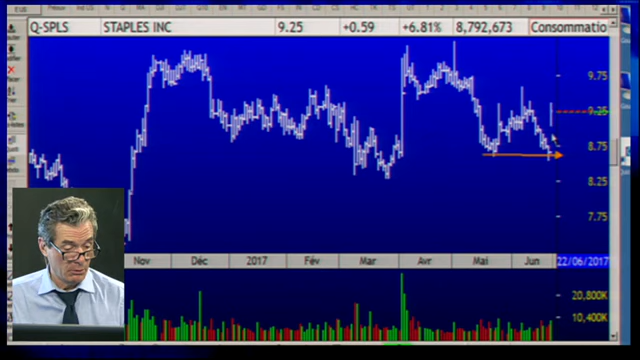 Q-SPLS STAPLES INC 9.25 +0.59 +6.81% 8,792,673 Consommatio
9.75
9.25
8.75
8.25
7.75
Nov Déc 2017 Fév Mar Avr Mai Jun 22/06/2017
20,800K
10,400K